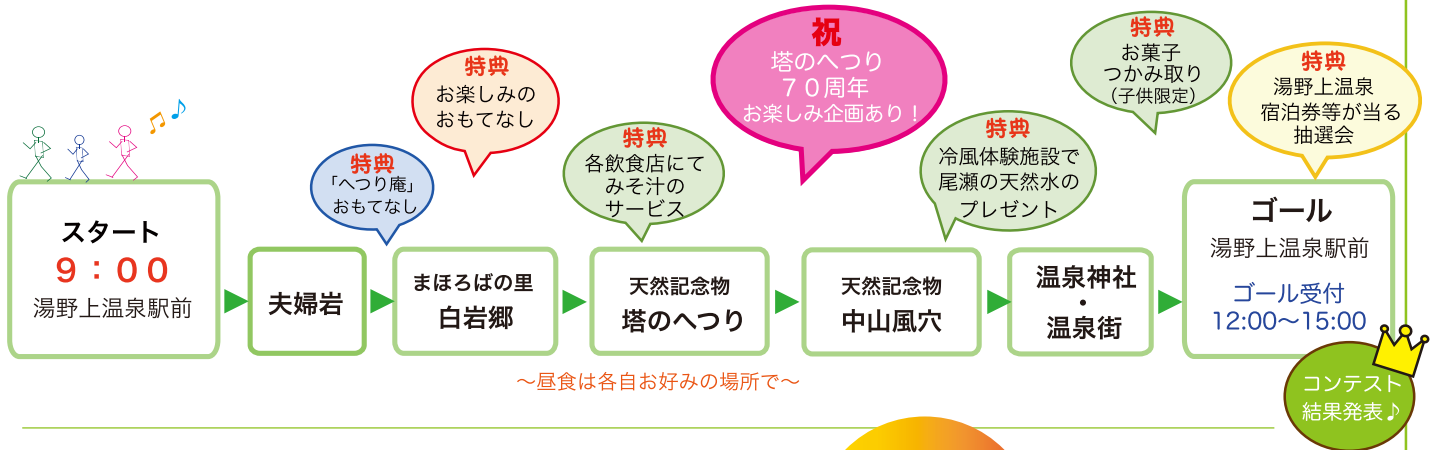 スタート
9：00
湯野上温泉駅前
夫婦岩
特典
「へつり庵」
おもてなし
特典
お楽しみの
おもてなし
まほろばの里
白岩郷
特典
各飲食店にて
みそ汁の
サービス
天然記念物
塔のへつり
祝
塔のへつり
７０周年
お楽しみ企画あり！
特典
冷風体験施設で
尾瀬の天然水の
プレゼント
天然記念物
中山風穴
特典
お菓子
つかみ取り
（子供限定）
温泉神社
・
温泉街
特典
湯野上温泉
宿泊券等が当る
抽選会
ゴール
湯野上温泉駅前
ゴール受付
12:00〜15:00
コンテスト
結果発表♪
〜昼食は各自お好みの場所で〜